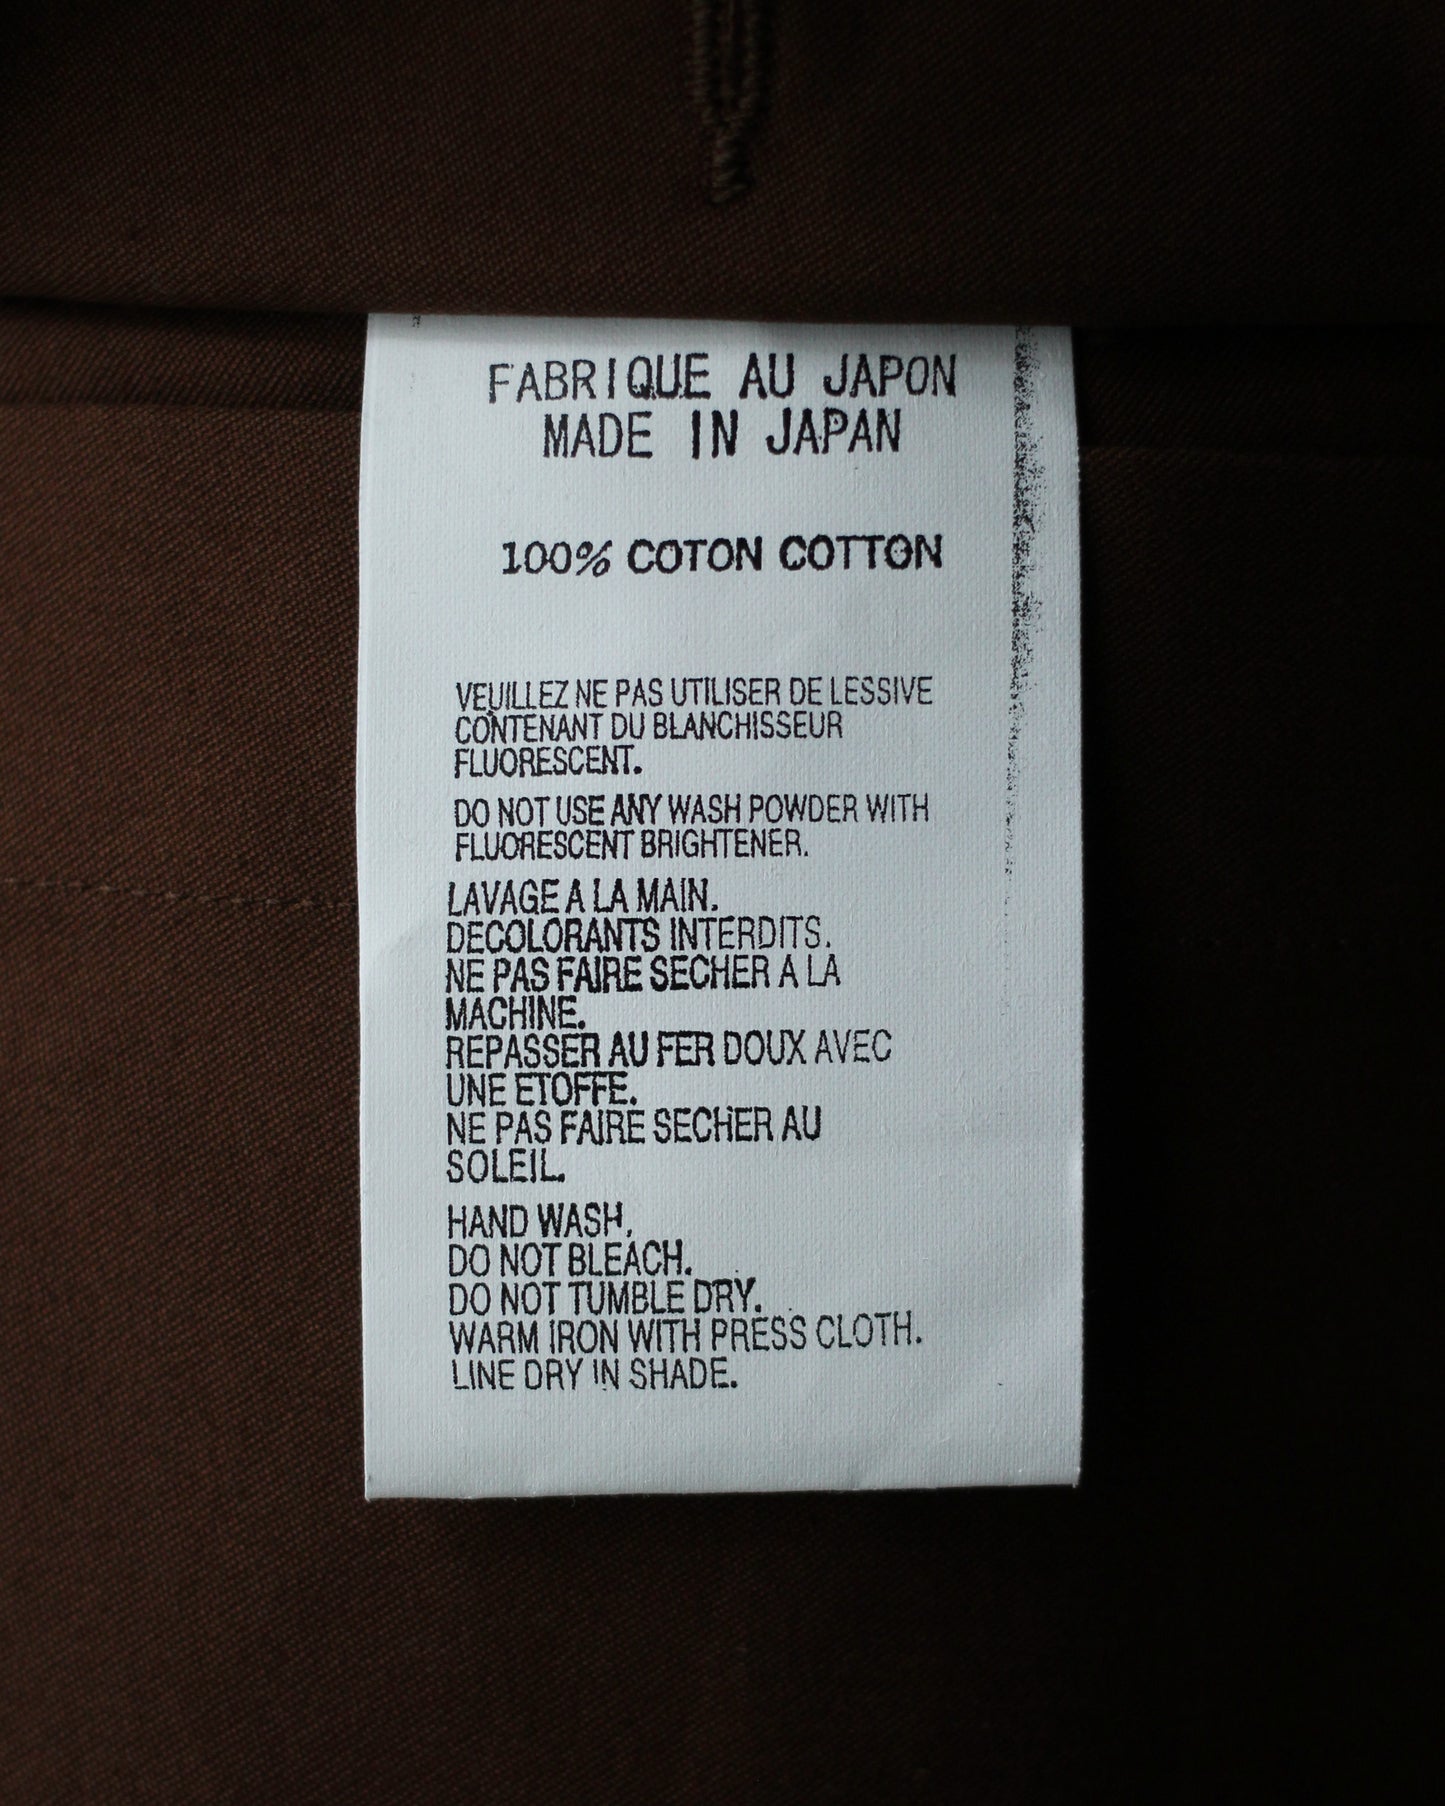 FABRIQUE AU JAPON
MADE IN JAPAN
100% COTON COTTON
VEUILLEZ NE PAS UTILISER DE LESSIVE
CONTENANT DU BLANCHISSEUR
FLUORESCENT.
DO NOT USE ANY WASH POWDER WITH
FLUORESCENT BRIGHTENER.
LAVAGE A LA MAIN.
DECOLORANTS INTERDITS.
NE PAS FAIRE SECHER A LA
MACHINE.
REPASSER AU FER DOUX AVEC
UNE ETOFFE.
NE PAS FAIRE SECHER AU
SOLEIL.
HAND WASH.
DO NOT BLEACH.
DO NOT TUMBLE DRY.
WARM IRON WITH PRESS CLOTH.
LINE DRY IN SHADE.